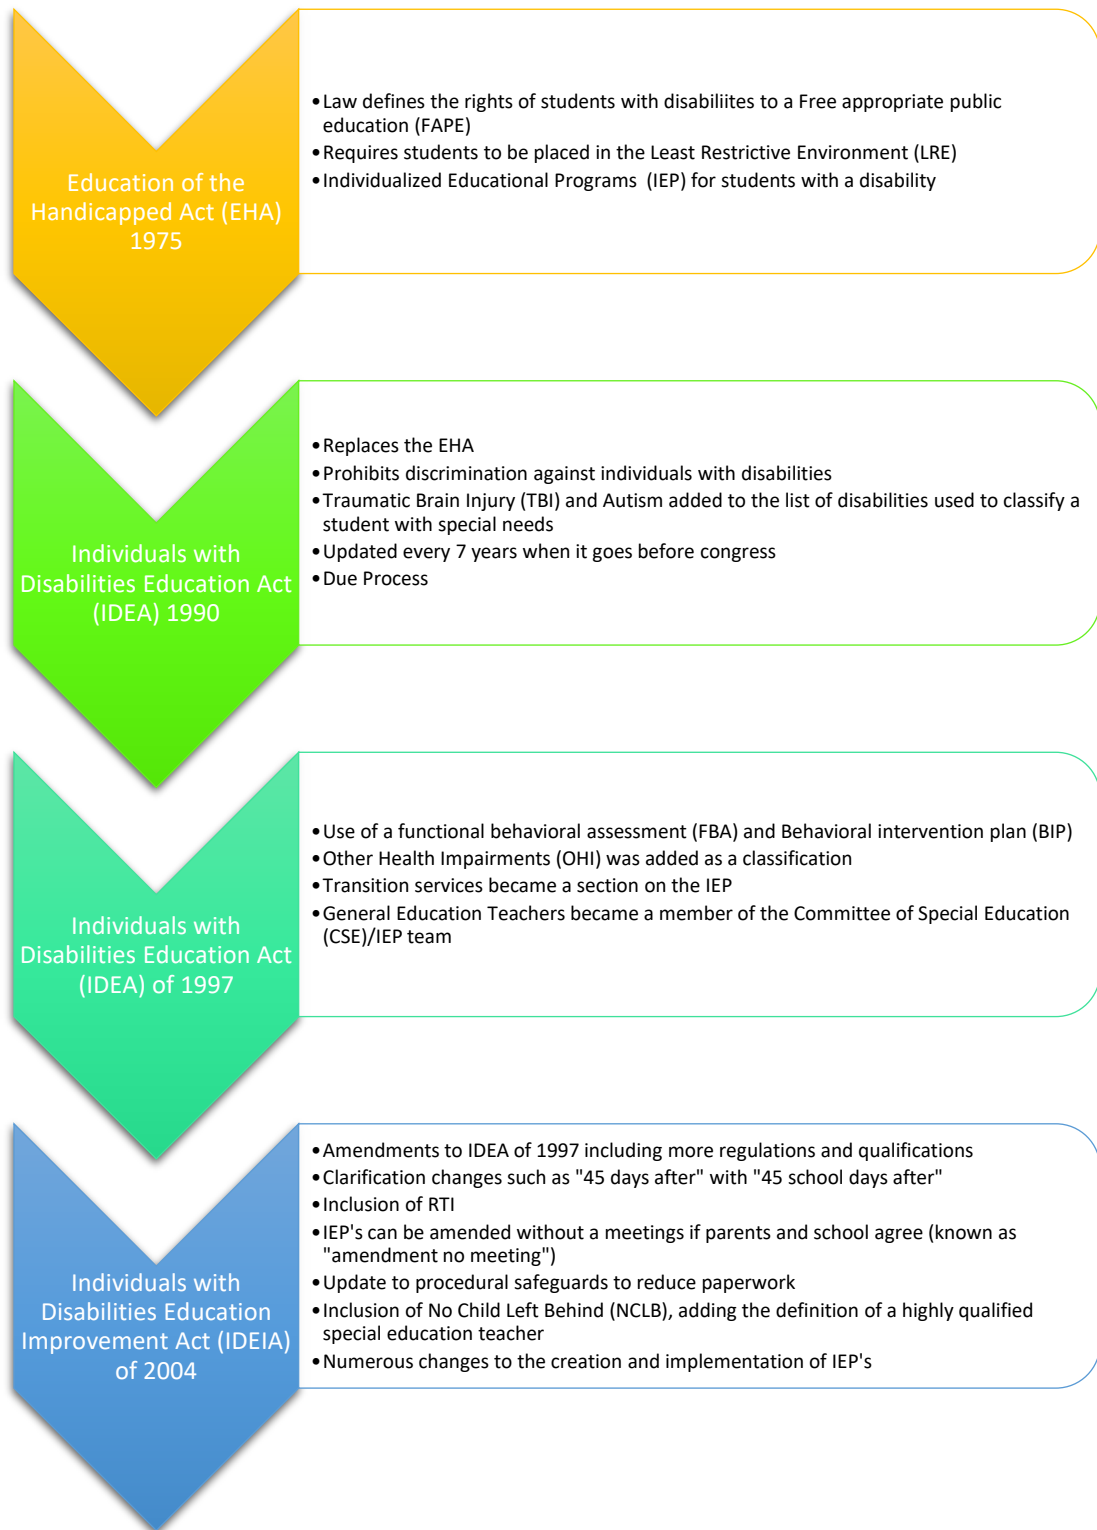 Education of the
Handicapped Act (EHA)
1975
•Law defines the rights of students with disabiliites to a Free appropriate public
education (FAPE)
•Requires students to be placed in the Least Restrictive Environment (LRE)
•Individualized Educational Programs  (IEP) for students with a disability
Individuals with
Disabilities Education Act
(IDEA) 1990
•Replaces the EHA
•Prohibits discrimination against individuals with disabilities
•Traumatic Brain Injury (TBI) and Autism added to the list of disabilities used to classify a
student with special needs
•Updated every 7 years when it goes before congress
•Due Process
Individuals with
Disabilities Education Act
(IDEA) of 1997
•Use of a functional behavioral assessment (FBA) and Behavioral intervention plan (BIP)
•Other Health Impairments (OHI) was added as a classification
•Transition services became a section on the IEP
•General Education Teachers became a member of the Committee of Special Education
(CSE)/IEP team
Individuals with
Disabilities Education
Improvement Act (IDEIA)
of 2004
•Amendments to IDEA of 1997 including more regulations and qualifications
•Clarification changes such as "45 days after" with "45 school days after"
•Inclusion of RTI
•IEP's can be amended without a meetings if parents and school agree (known as
"amendment no meeting")
•Update to procedural safeguards to reduce paperwork
•Inclusion of No Child Left Behind (NCLB), adding the definition of a highly qualified
special education teacher
•Numerous changes to the creation and implementation of IEP's